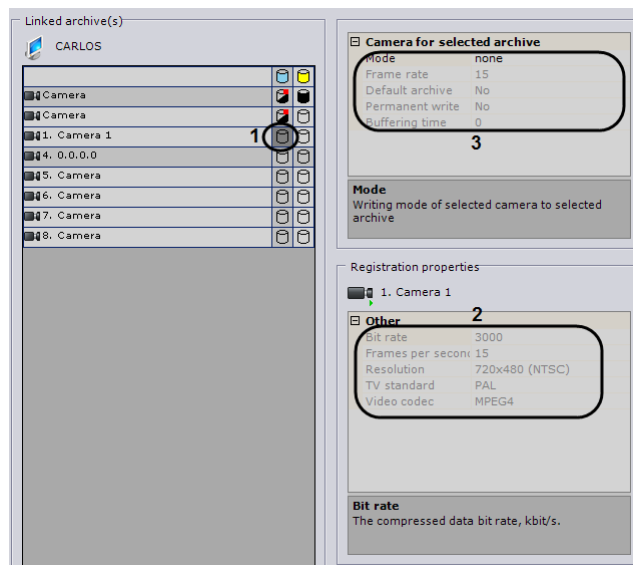 Linked archive(s)
CARLOS
Camera
Camera
1. Camera 1
4. 0.0.0.0
5. Camera
6. Camera
7. Camera
8. Camera
1
Camera for selected archive
Mode none
Frame rate 15
Default archive No
Permanent write No
Buffering time 0
3
Mode
Writing mode of selected camera to selected
archive
Registration properties
1. Camera 1
2
Other
Bit rate 3000
Frames per secon 15
Resolution 720x480 (NTSC)
TV standard PAL
Video codec MPEG4
Bit rate
The compressed data bit rate, kbit/s.